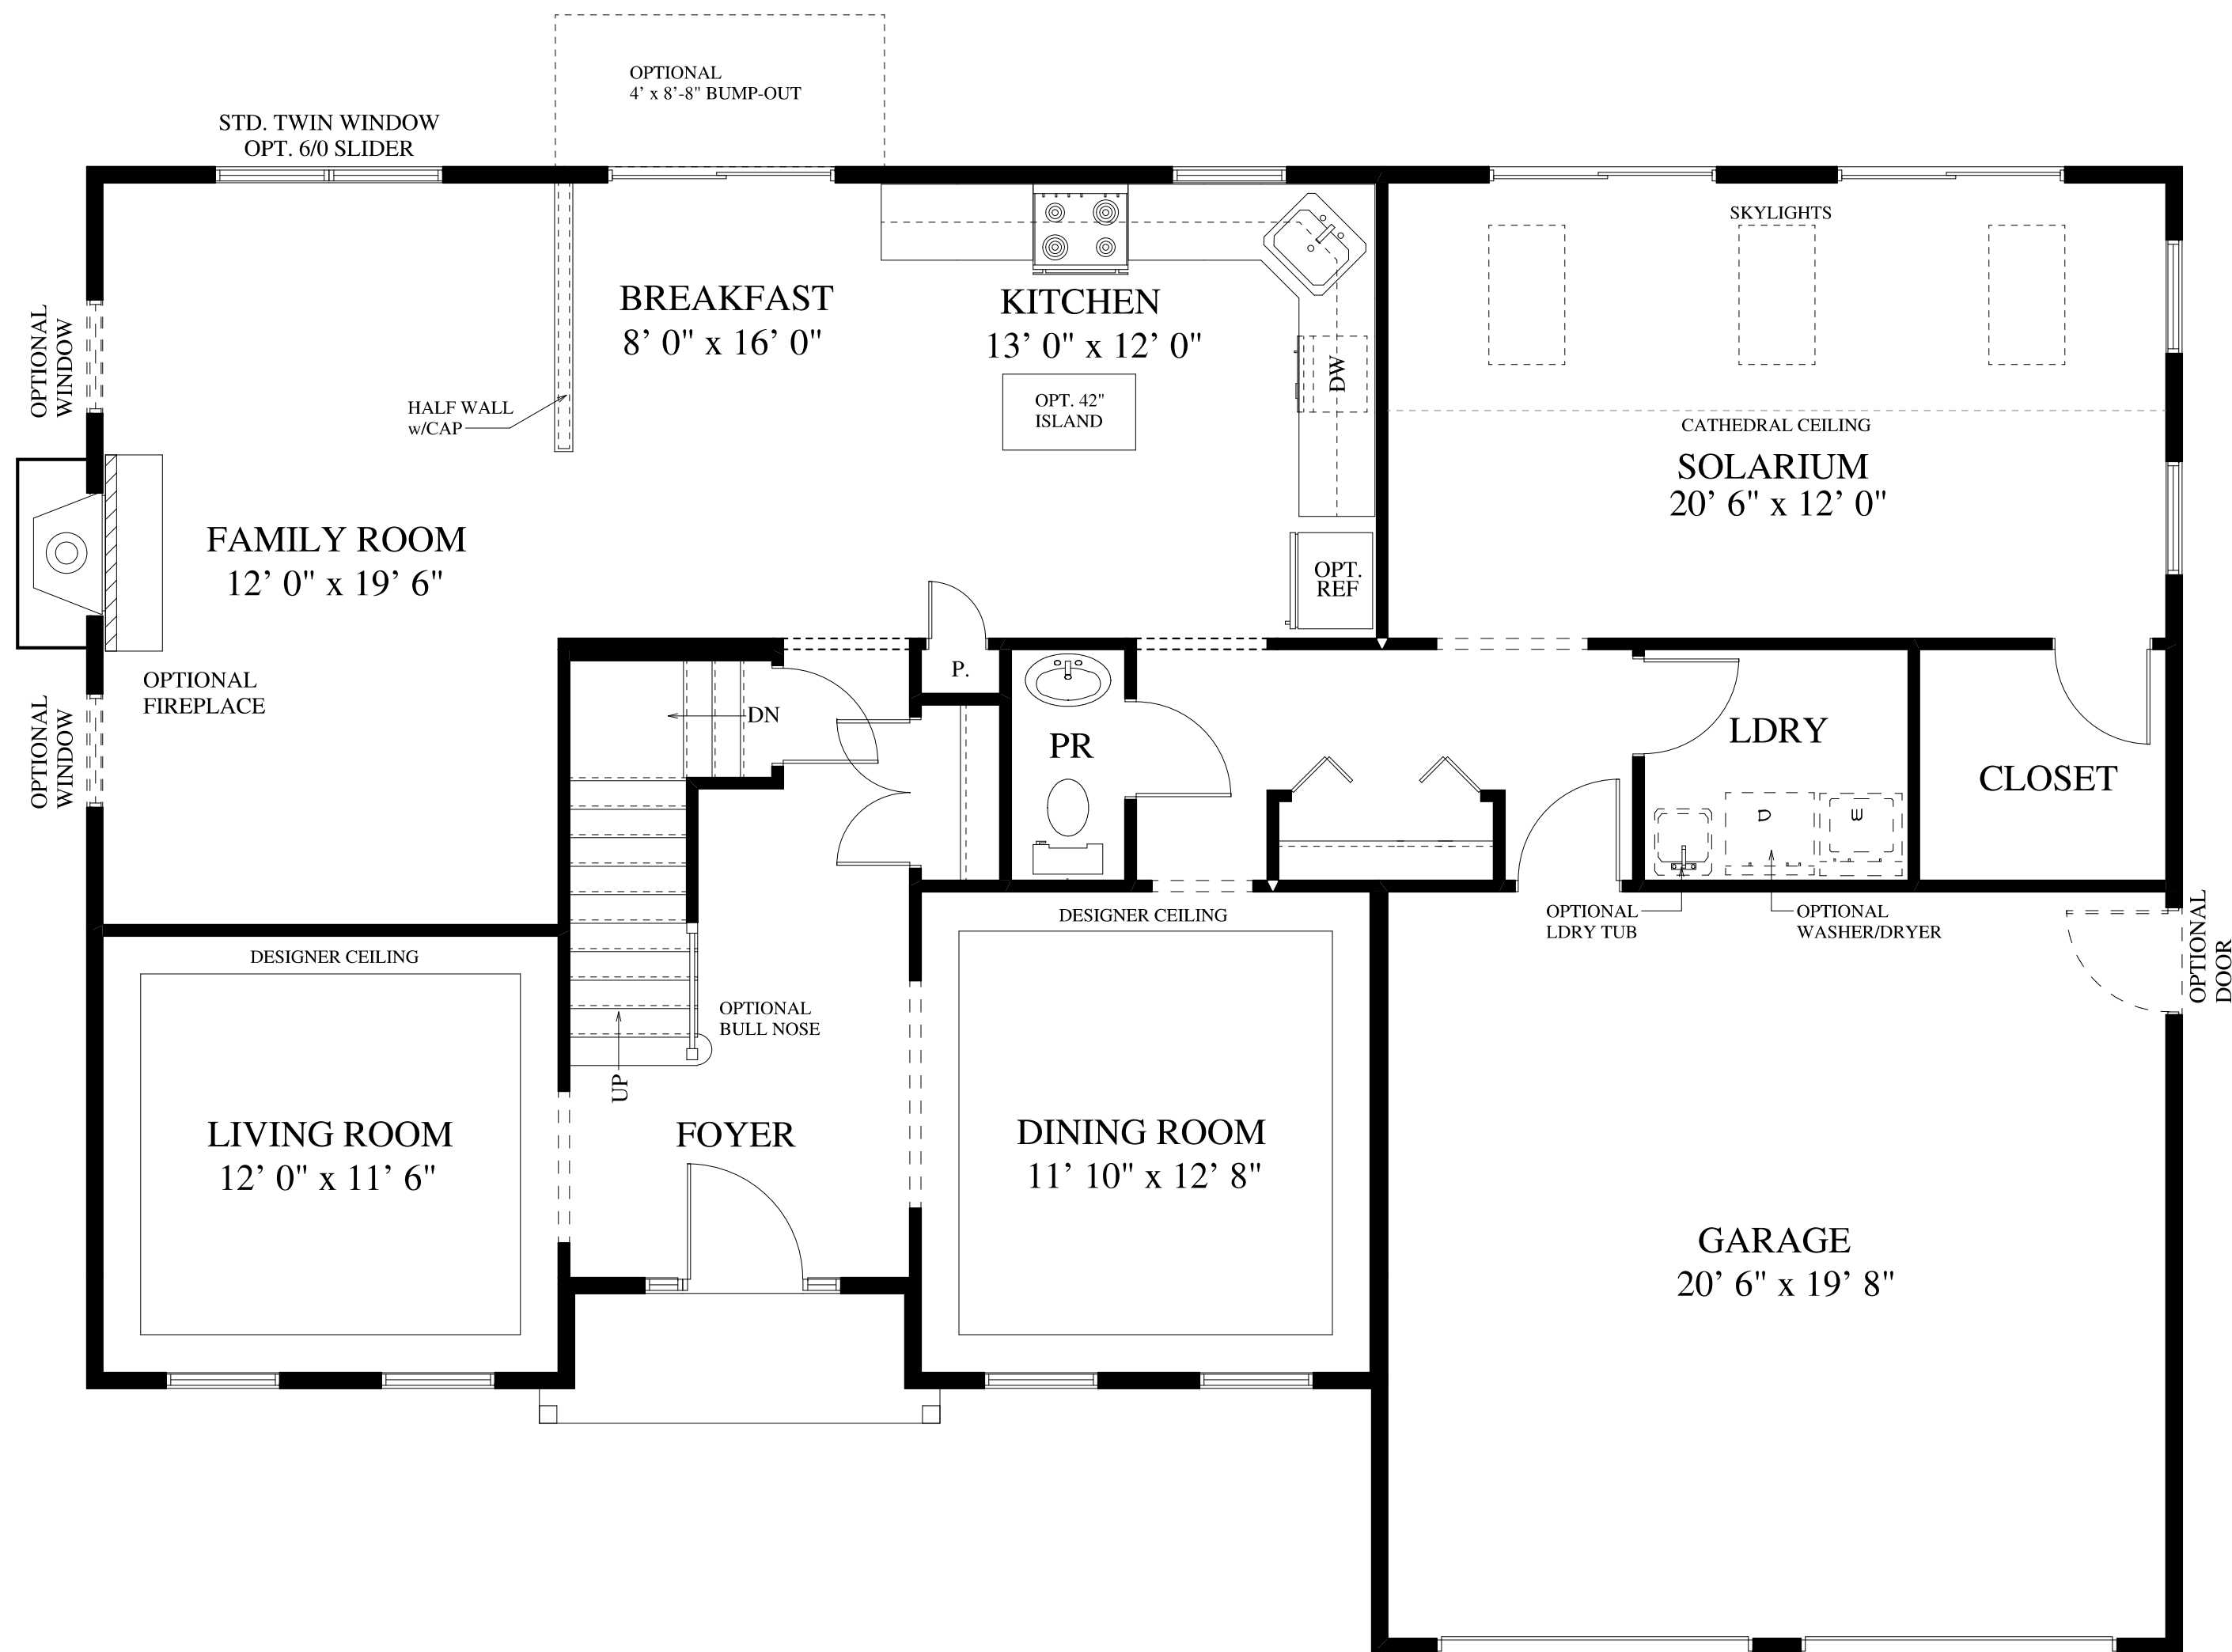 OPTIONAL
4' x 8'-8" BUMP-OUT
STD. TWIN WINDOW
OPT. 6/0 SLIDER
SKYLIGHTS
BREAKFAST
8' 0" x 16' 0"
KITCHEN
13' 0" x 12' 0"
OPTIONAL
WINDOW
HALF WALL
w/CAP
OPT. 42"
ISLAND
DW
CATHEDRAL CEILING
SOLARIUM
20' 6" x 12' 0"
FAMILY ROOM
12' 0" x 19' 6"
OPT.
REF
OPTIONAL
FIREPLACE
P.
OPTIONAL
WINDOW
DN
PR
LDRY
CLOSET
D
W
DESIGNER CEILING
OPTIONAL
LDRY TUB
OPTIONAL
WASHER/DRYER
OPTIONAL
DOOR
DESIGNER CEILING
OPTIONAL
BULL NOSE
UP
LIVING ROOM
12' 0" x 11' 6"
FOYER
DINING ROOM
11' 10" x 12' 8"
GARAGE
20' 6" x 19' 8"